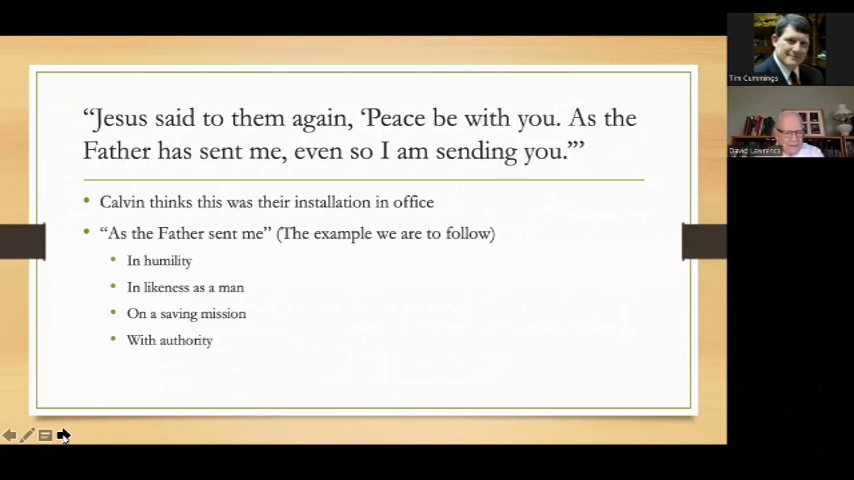 “Jesus said to them again, ‘Peace be with you. As the
Father has sent me, even so I am sending you.”’
• Calvin thinks this was their installation in office
• “As the Father sent me” (The example we are to follow)
• In humility
• In likeness as a man
• On a saving mission
• With authority
Tim Cummings
David Lawrence